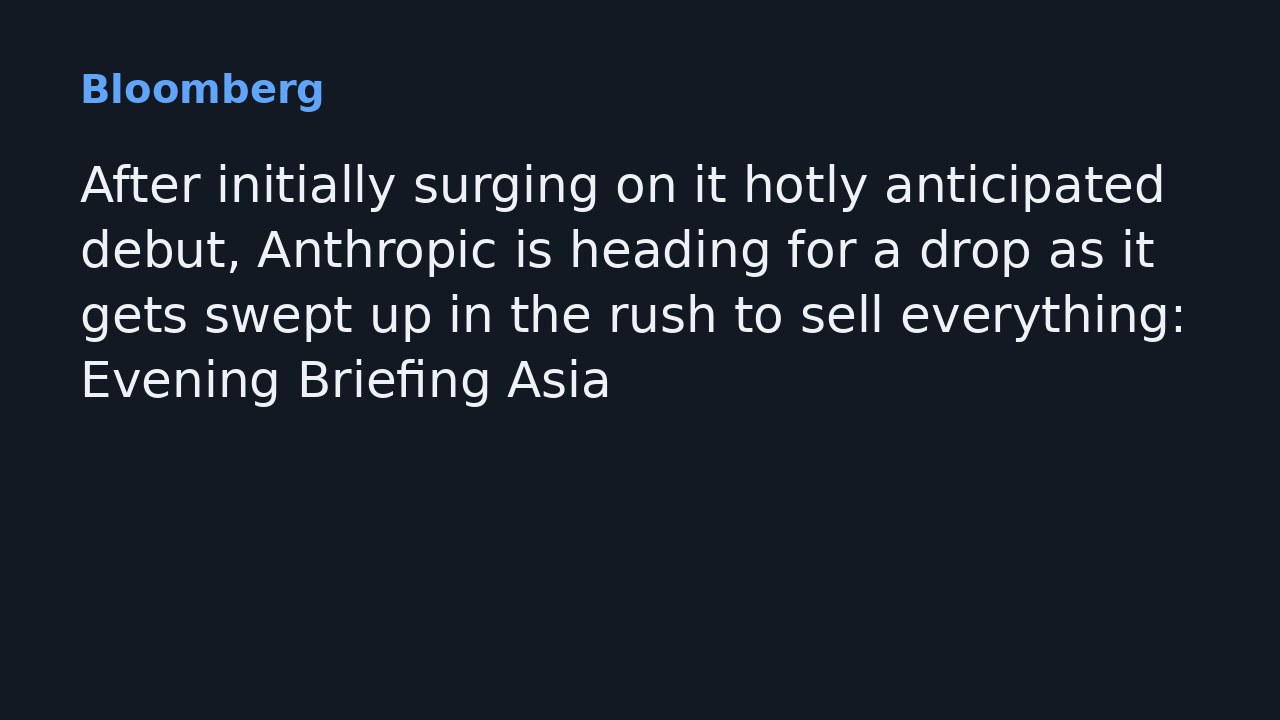 Bloomberg
After initially surging on it hotly anticipated
debut, Anthropic is heading for a drop as it
gets swept up in the rush to sell everything:
Evening Briefing Asia